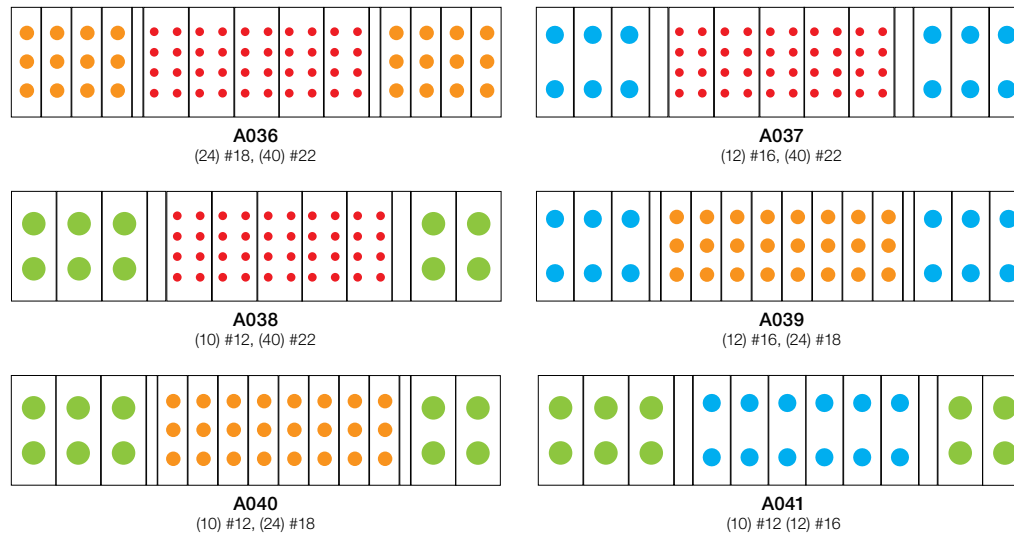 A036
(24) #18, (40) #22
A037
(12) #16, (40) #22
A038
(10) #12, (40) #22
A039
(12) #16, (24) #18
A040
(10) #12, (24) #18
A041
(10) #12 (12) #16